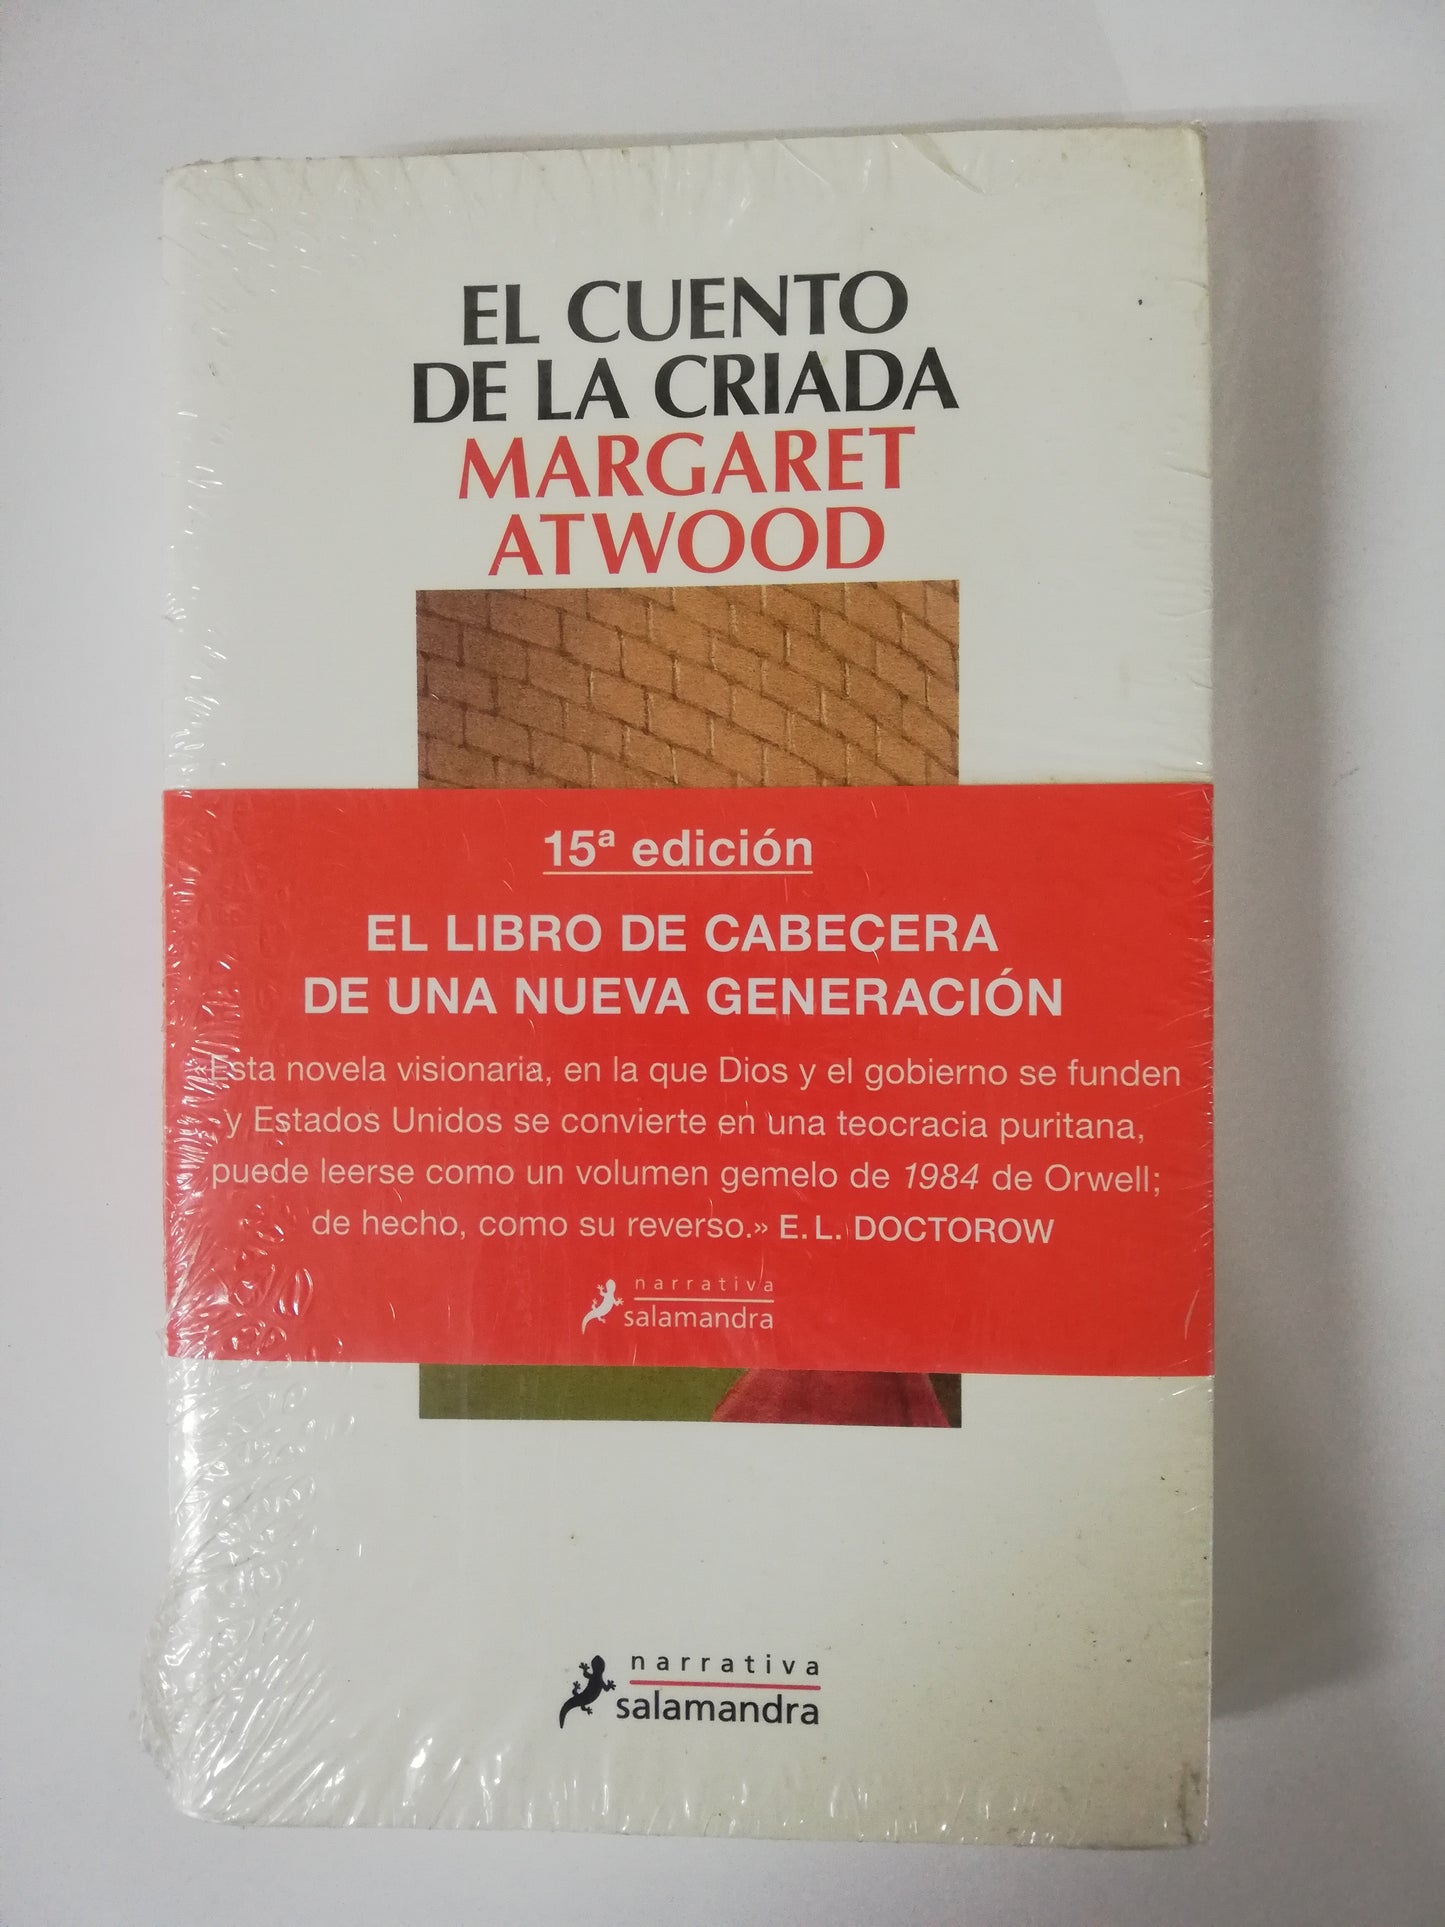 EL CUENTO
DE LA CRIADA
MARGARET
ATWOOD
15ª edición
EL LIBRO DE CABECERA
DE UNA NUEVA GENERACIÓN
«Esta novela visionaria, en la que Dios y el gobierno se funden
y Estados Unidos se convierte en una teocracia puritana,
puede leerse como un volumen gemelo de 1984 de Orwell;
de hecho, como su reverso.» E. L. DOCTOROW
narrativa
salamandra
narrativa
salamandra